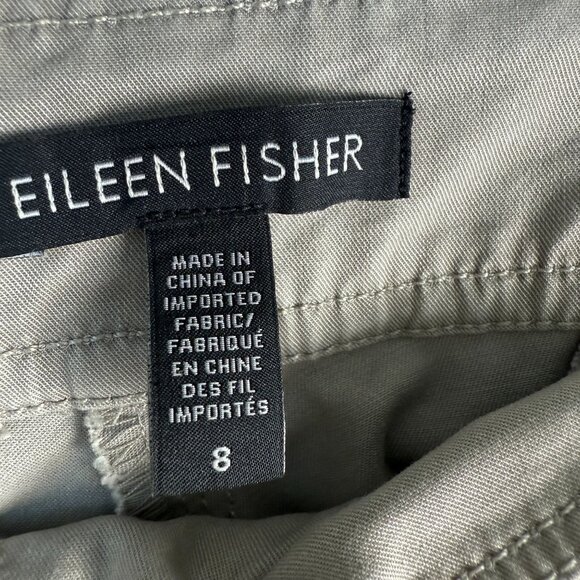 EILEEN FISHER
MADE IN
CHINA OF
IMPORTED
FABRIC/
FABRIQUÉ
EN CHINE
DES FIL
IMPORTÉS
8